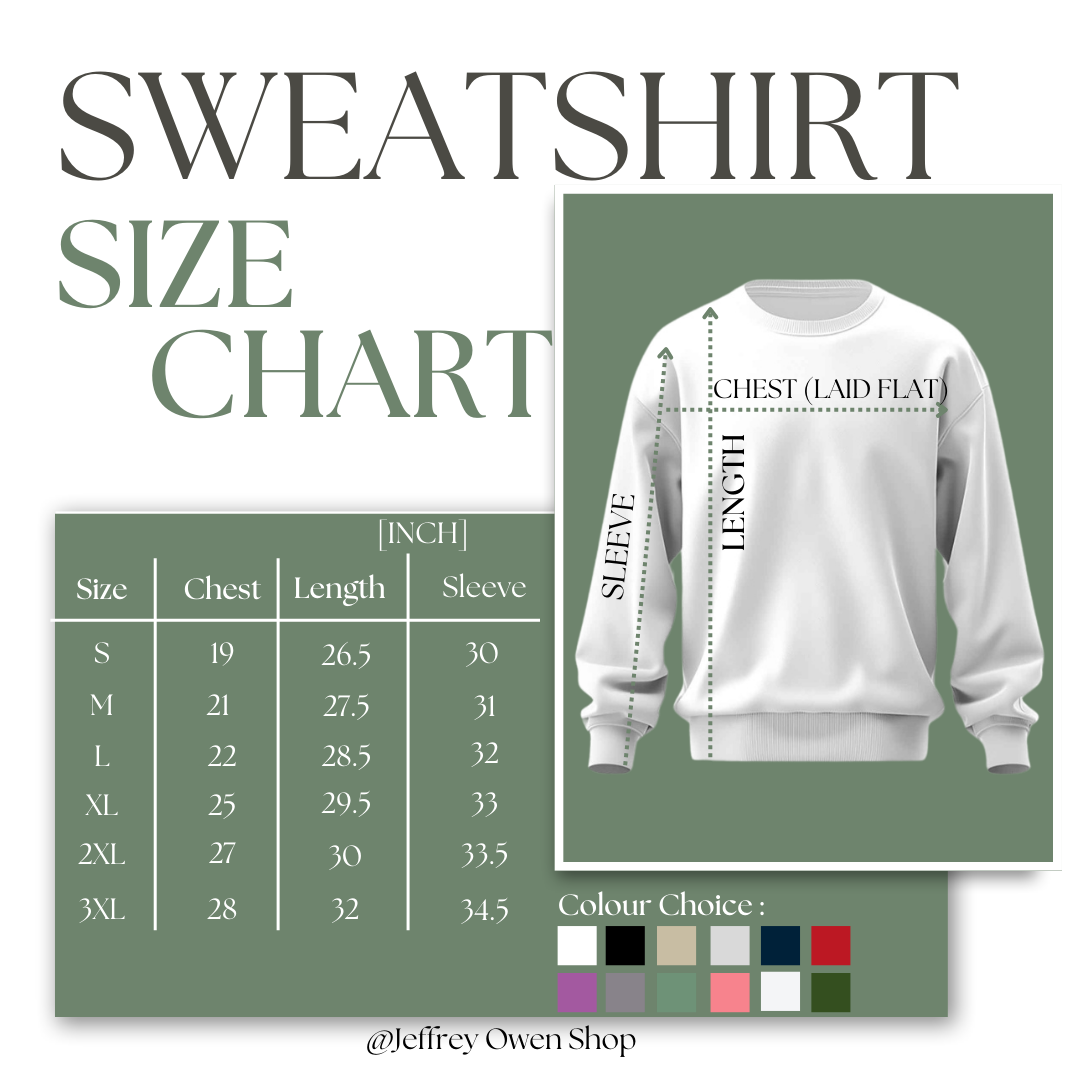 SWEATSHIRT
SIZE
CHART
CHEST (LAID FLAT)
LENGTH
SLEEVE
[INCH]
Size Chest Length Sleeve
S 19 26.5 30
M 21 27.5 31
L 22 28.5 32
XL 25 29.5 33
2XL 27 30 33.5
3XL 28 32 34.5
Colour Choice :
@Jeffrey Owen Shop